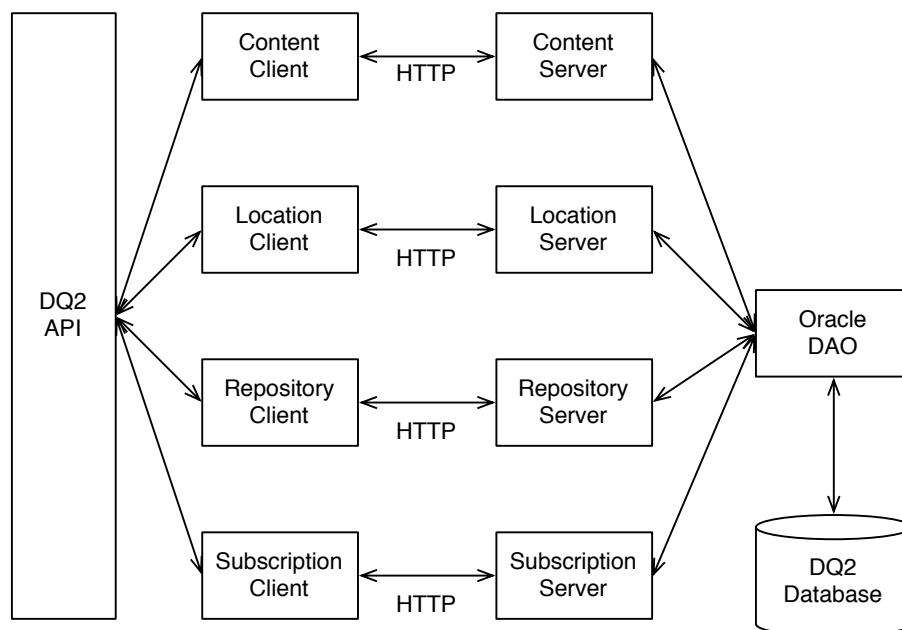 DQ2
API
Content
Client
HTTP
Content
Server
Location
Client
HTTP
Location
Server
Repository
Client
HTTP
Repository
Server
Subscription
Client
HTTP
Subscription
Server
Oracle
DAO
DQ2
Database